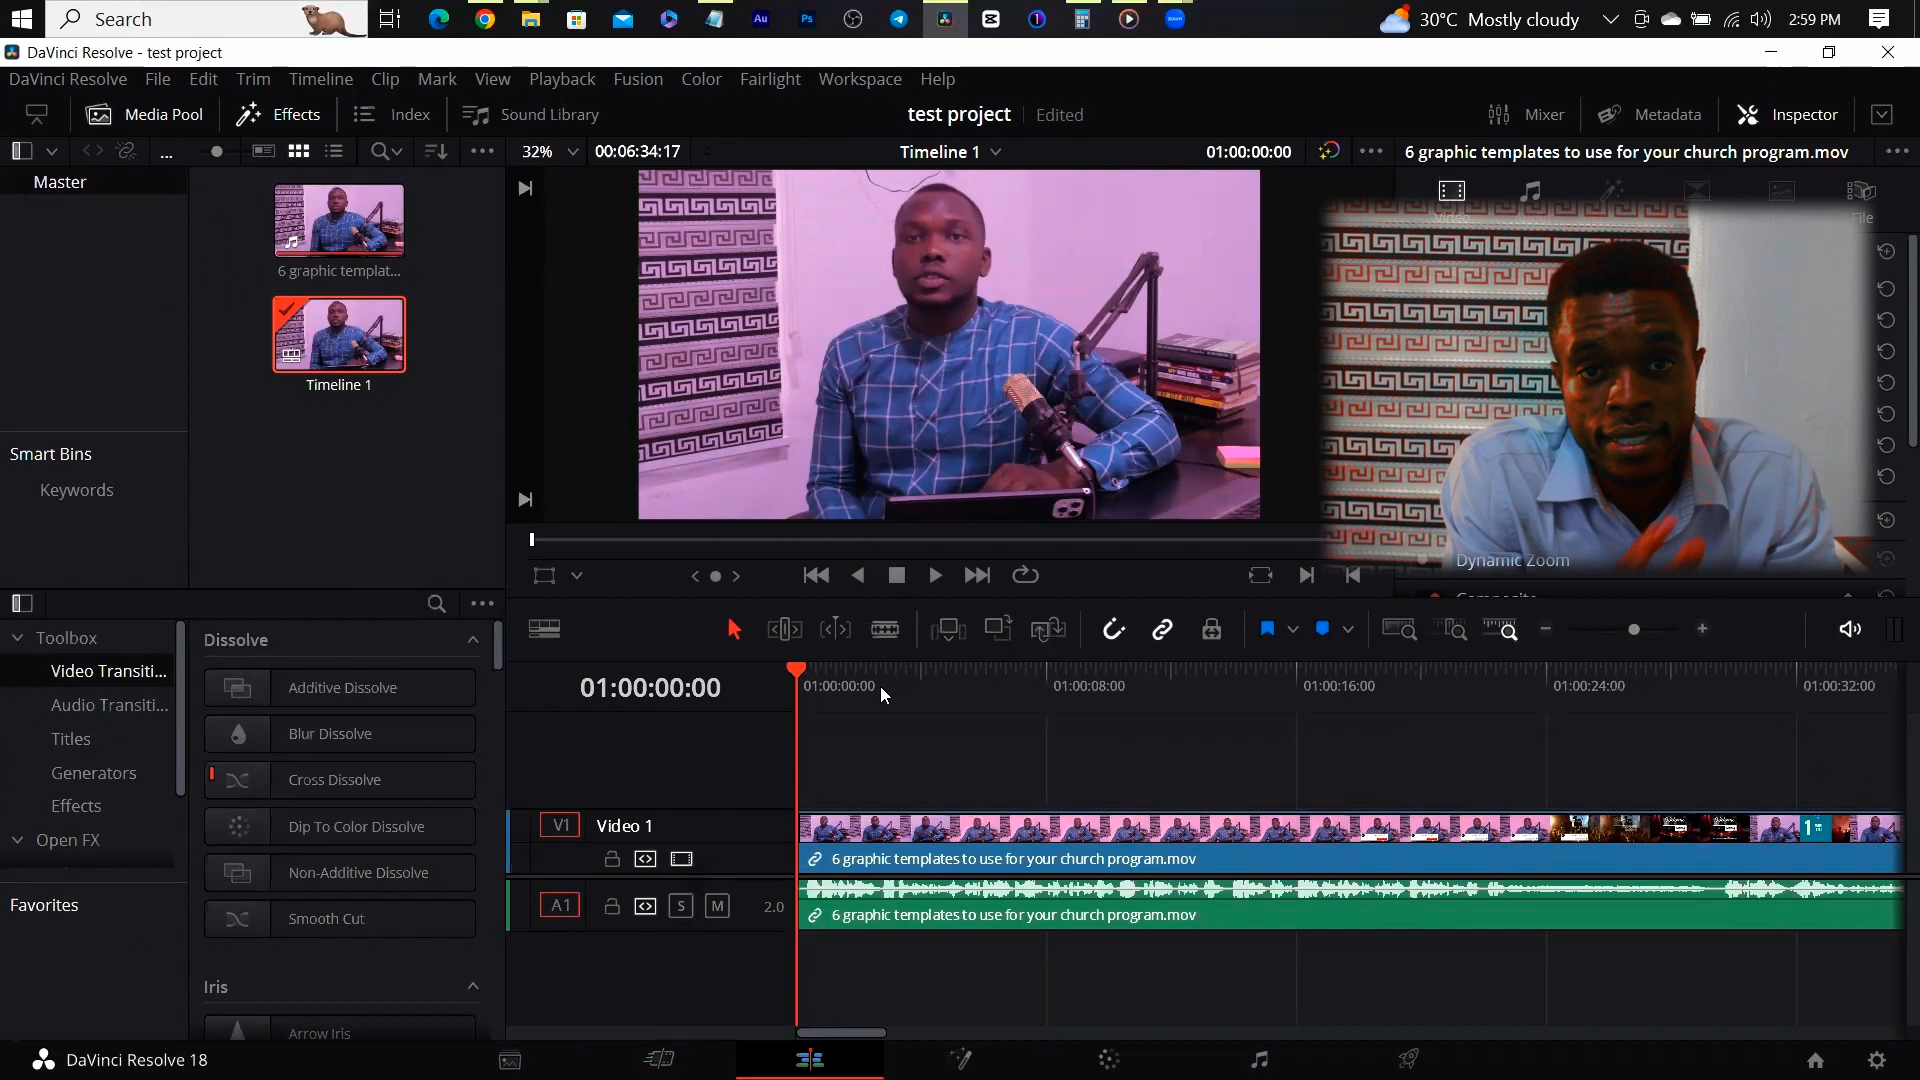 Search
30°C Mostly cloudy
2:59 PM
DaVinci Resolve - test project
DaVinci Resolve File Edit Trim Timeline Clip Mark View Playback Fusion Color Fairlight Workspace Help
Media Pool Effects Index Sound Library
test project Edited
Mixer Metadata Inspector
32% 00:06:34:17 Timeline 1 01:00:00:00
6 graphic templates to use for your church program.mov
Master
Video
File
6 graphic templat...
Timeline 1
Smart Bins
Keywords
Dynamic Zoom
Composite
Toolbox
Video Transiti...
Audio Transiti...
Titles
Generators
Effects
Open FX
Favorites
Dissolve
Additive Dissolve
Blur Dissolve
Cross Dissolve
Dip To Color Dissolve
Non-Additive Dissolve
Smooth Cut
Iris
Arrow Iris
01:00:00:00
01:00:00:00 01:00:08:00 01:00:16:00 01:00:24:00 01:00:32:00
V1 Video 1
6 graphic templates to use for your church program.mov
A1 S M 2.0
6 graphic templates to use for your church program.mov
DaVinci Resolve 18